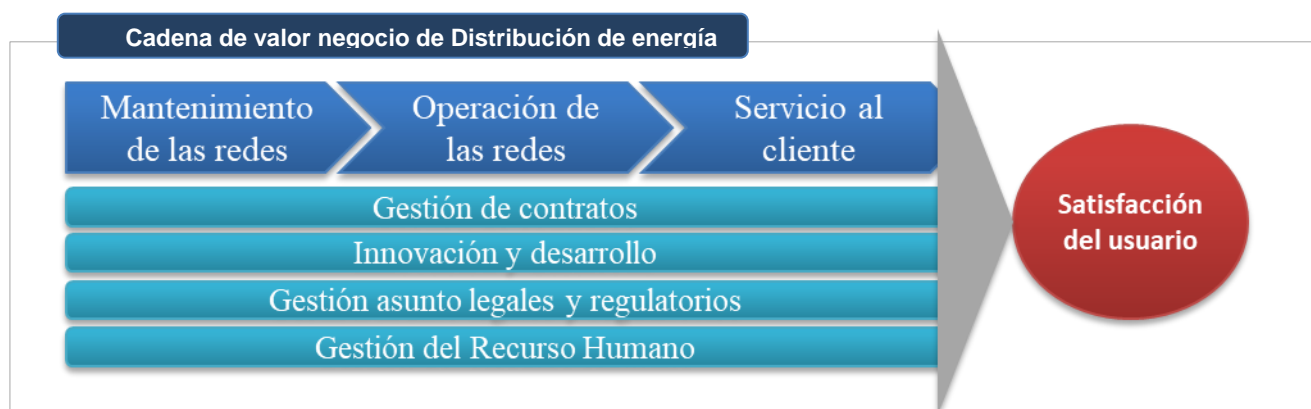 Cadena de valor negocio de Distribución de energía
Mantenimiento
de las redes
Operación de
las redes
Servicio al
cliente
Gestión de contratos
Innovación y desarrollo
Gestión asunto legales y regulatorios
Gestión del Recurso Humano
Satisfacción
del usuario